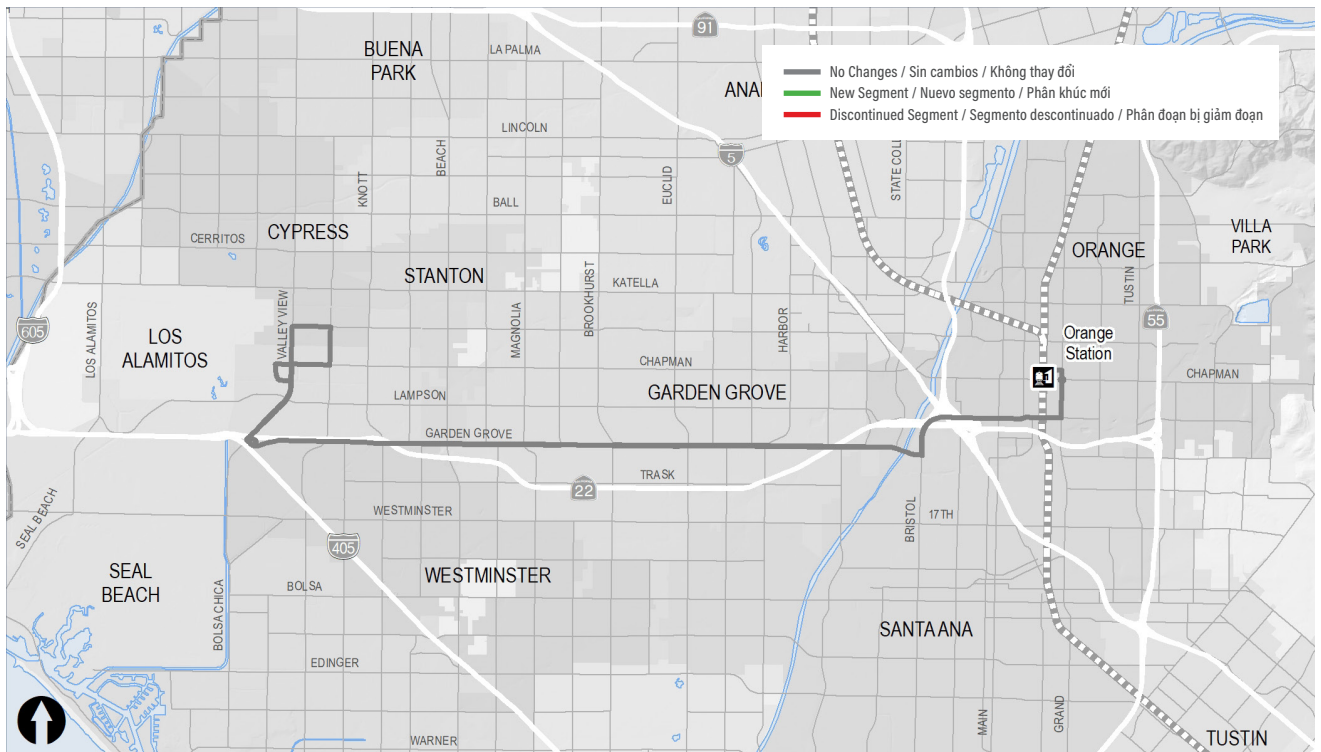 BUENA
PARK
LA PALMA
91
No Changes / Sin cambios / Không thay đổi
New Segment / Nuevo segmento / Phân khúc mới
Discontinued Segment / Segmento descontinuado / Phân đoạn bị giảm đoạn
ANA
LINCOLN
5
BEACH
KNOTT
EUCLID
STATE COLL
BALL
CERRITOS
CYPRESS
STANTON
KATELLA
BROOKHURST
MAGNOLIA
HARBOR
ORANGE
TUSTIN
VILLA
PARK
605
LOS ALAMITOS
LOS
ALAMITOS
VALLEY VIEW
CHAPMAN
55
Orange
Station
CHAPMAN
LAMPSON
GARDEN GROVE
GARDEN GROVE
TRASK
22
SEAL BEACH
WESTMINSTER
BRISTOL
17TH
405
SEAL
BEACH
BOLSA
WESTMINSTER
BOLSA CHICA
SANTA ANA
EDINGER
MAIN
GRAND
WARNER
TUSTIN